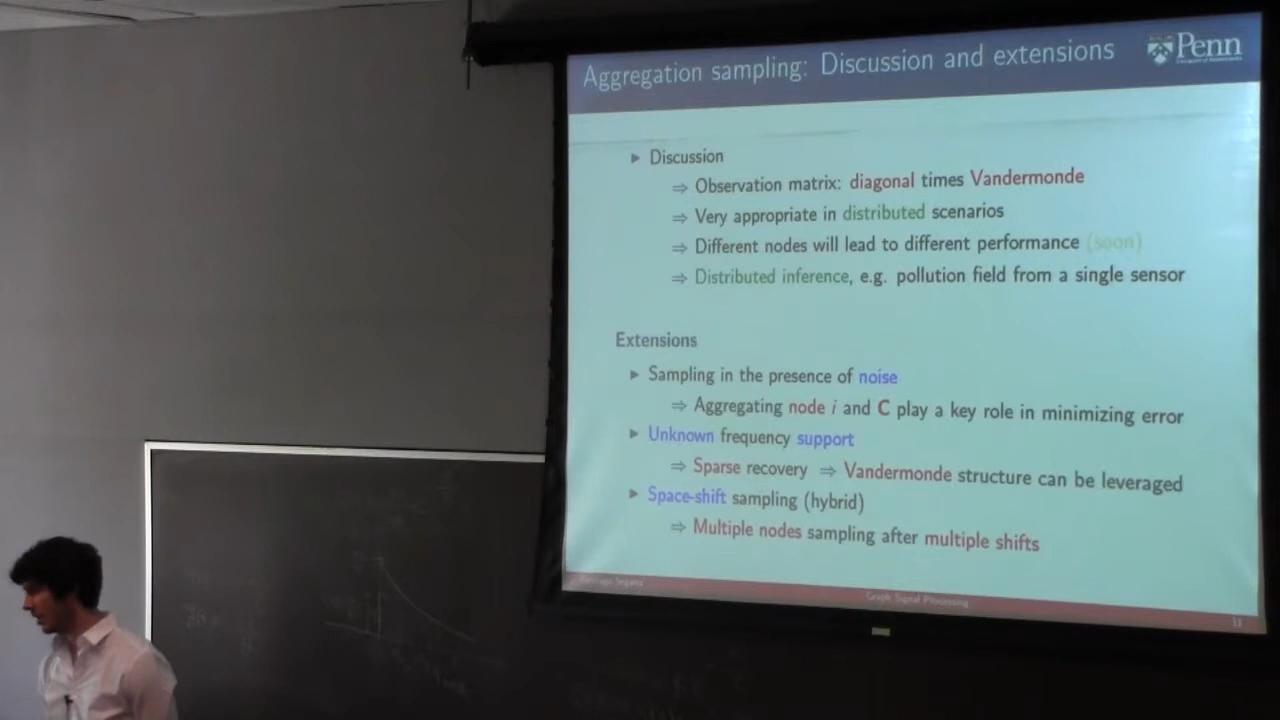 Aggregation sampling: Discussion and extensions
Penn
► Discussion
⇒ Observation matrix: diagonal times Vandermonde
⇒ Very appropriate in distributed scenarios
⇒ Different nodes will lead to different performance (soon)
⇒ Distributed inference, e.g. pollution field from a single sensor
Extensions
► Sampling in the presence of noise
⇒ Aggregating node i and C play a key role in minimizing error
► Unknown frequency support
⇒ Sparse recovery ⇒ Vandermonde structure can be leveraged
► Space-shift sampling (hybrid)
⇒ Multiple nodes sampling after multiple shifts
Graph Signal Processing